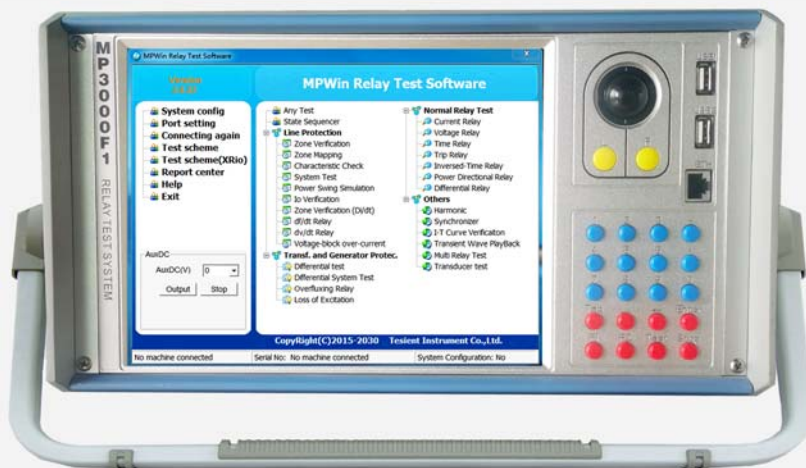 MP3000F1
RELAY TEST SYSTEM
MPWin Relay Test Software
Version
MPWin Relay Test Software
System config
Port setting
Connecting again
Test scheme
Test scheme(XRio)
Report center
Help
Exit
AuxDC
AuxDC(V) 0
Output Stop
Any Test
State Sequencer
Line Protection
Zone Verification
Zone Mapping
Characteristic Check
System Test
Power Swing Simulation
Io Verification
Zone Verification (Di/dt)
df/dt Relay
dv/dt Relay
Voltage-block over-current
Transf. and Generator Protec.
Differential test
Differential System Test
Overfluxing Relay
Loss of Excitation
Normal Relay Test
Current Relay
Voltage Relay
Time Relay
Trip Relay
Inversed-Time Relay
Power Directional Relay
Differential Relay
Others
Harmonic
Synchronizer
I-T Curve Verificaiton
Transient Wave PlayBack
Multi Relay Test
Transducer test
CopyRight(C)2015-2030 Tesient Instrument Co.,Ltd.
No machine connected
Serial No: No machine connected
System Configuration: No